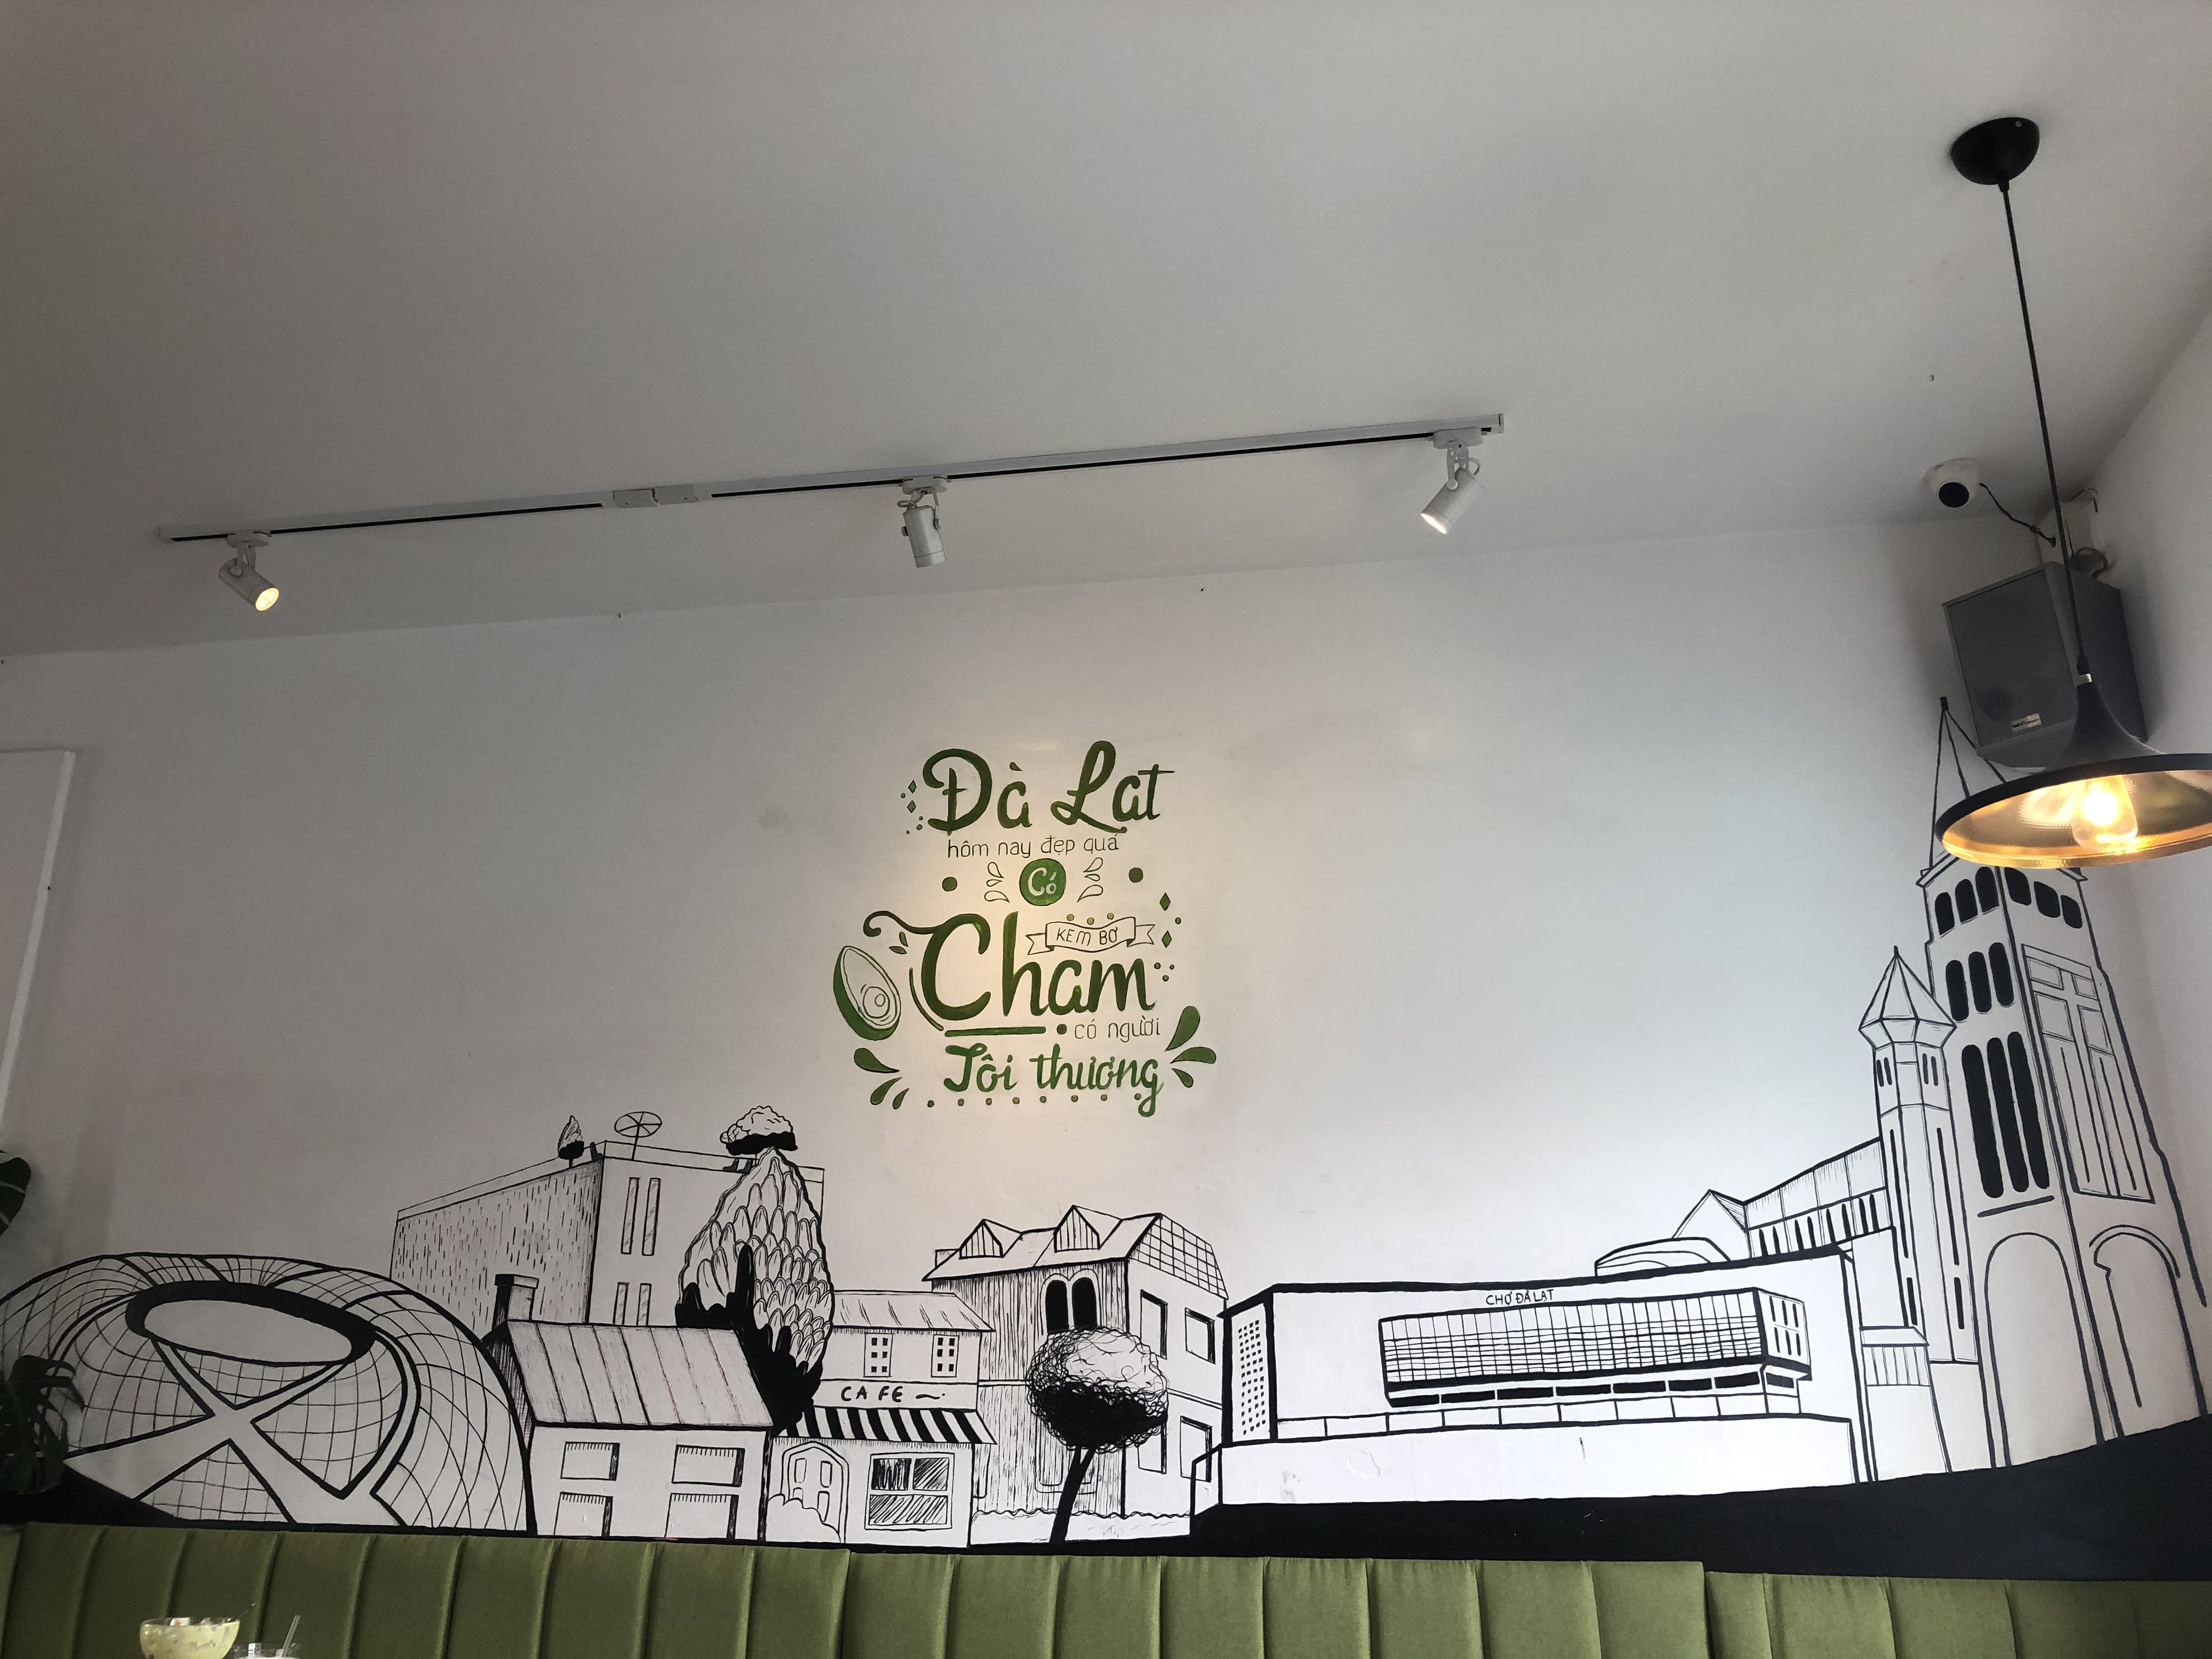 Đà Lạt
hôm nay đẹp quá
Có
KEM BƠ
Chạm
có người
Tôi thương
CAFE
CHỢ ĐÀ LẠT